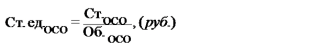 Ст. ед.ОСО = Ст.ОСО / Об.ОСО, (руб.)